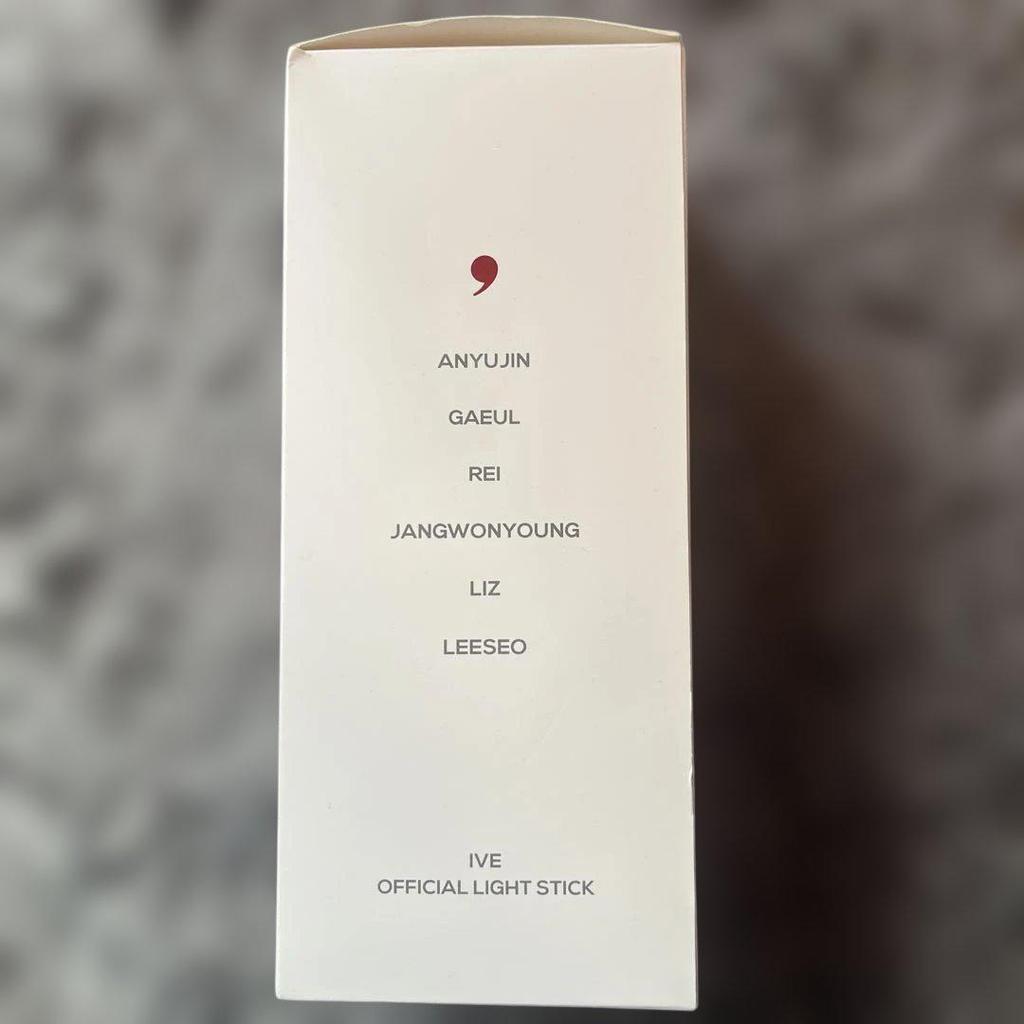 ,
ANYUJIN
GAEUL
REI
JANGWONYOUNG
LIZ
LEESEO
IVE
OFFICIAL LIGHT STICK